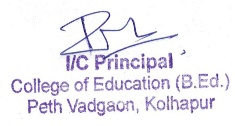 I/C Principal
College of Education (B.Ed.)
Peth Vadgaon, Kolhapur